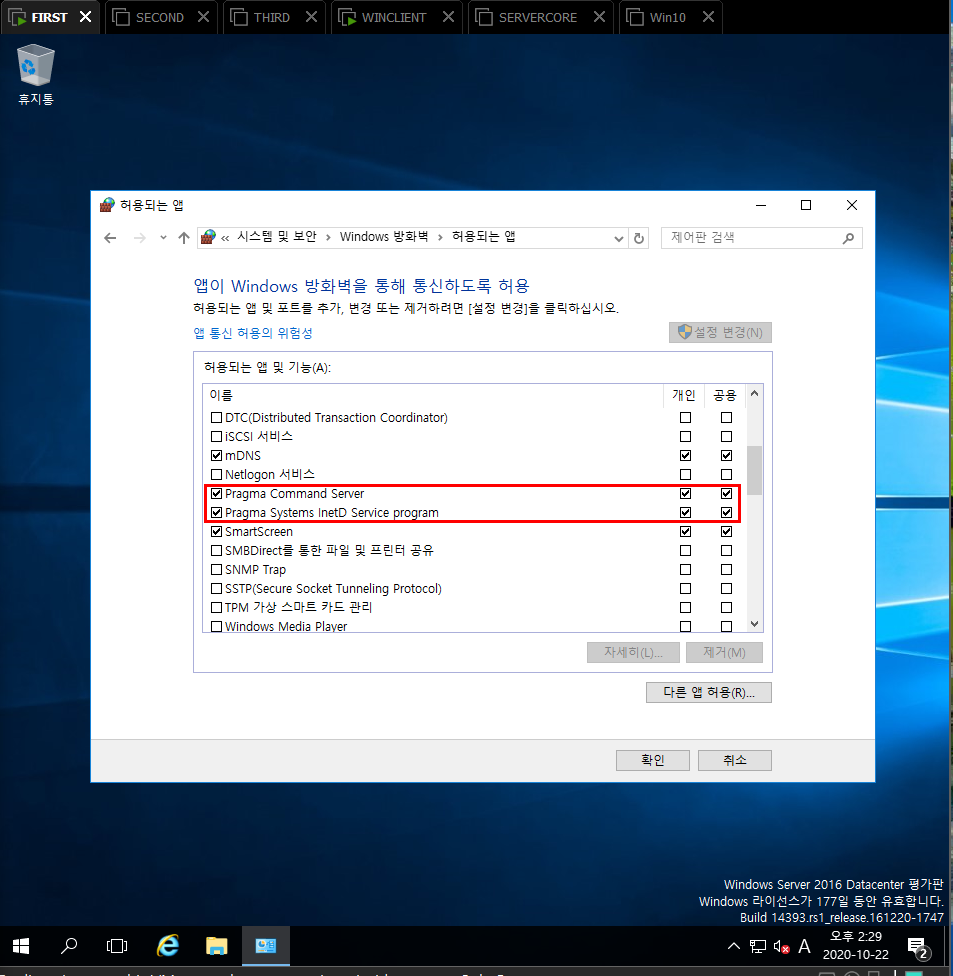 FIRST
SECOND
THIRD
WINCLIENT
SERVERCORE
Win10
휴지통
허용되는 앱
« 시스템 및 보안 › Windows 방화벽 › 허용되는 앱
제어판 검색
앱이 Windows 방화벽을 통해 통신하도록 허용
허용되는 앱 및 포트를 추가, 변경 또는 제거하려면 [설정 변경]을 클릭하십시오.
앱 통신 허용의 위험성
설정 변경(N)
허용되는 앱 및 기능(A):
이름 개인 공용
DTC(Distributed Transaction Coordinator)
iSCSI 서비스
mDNS
Netlogon 서비스
Pragma Command Server
Pragma Systems InetD Service program
SmartScreen
SMBDirect를 통한 파일 및 프린터 공유
SNMP Trap
SSTP(Secure Socket Tunneling Protocol)
TPM 가상 스마트 카드 관리
Windows Media Player
자세히(L)...
제거(M)
다른 앱 허용(R)...
확인
취소
Windows Server 2016 Datacenter 평가판
Windows 라이선스가 177일 동안 유효합니다.
Build 14393.rs1_release.161220-1747
A
오후 2:29
2020-10-22
2